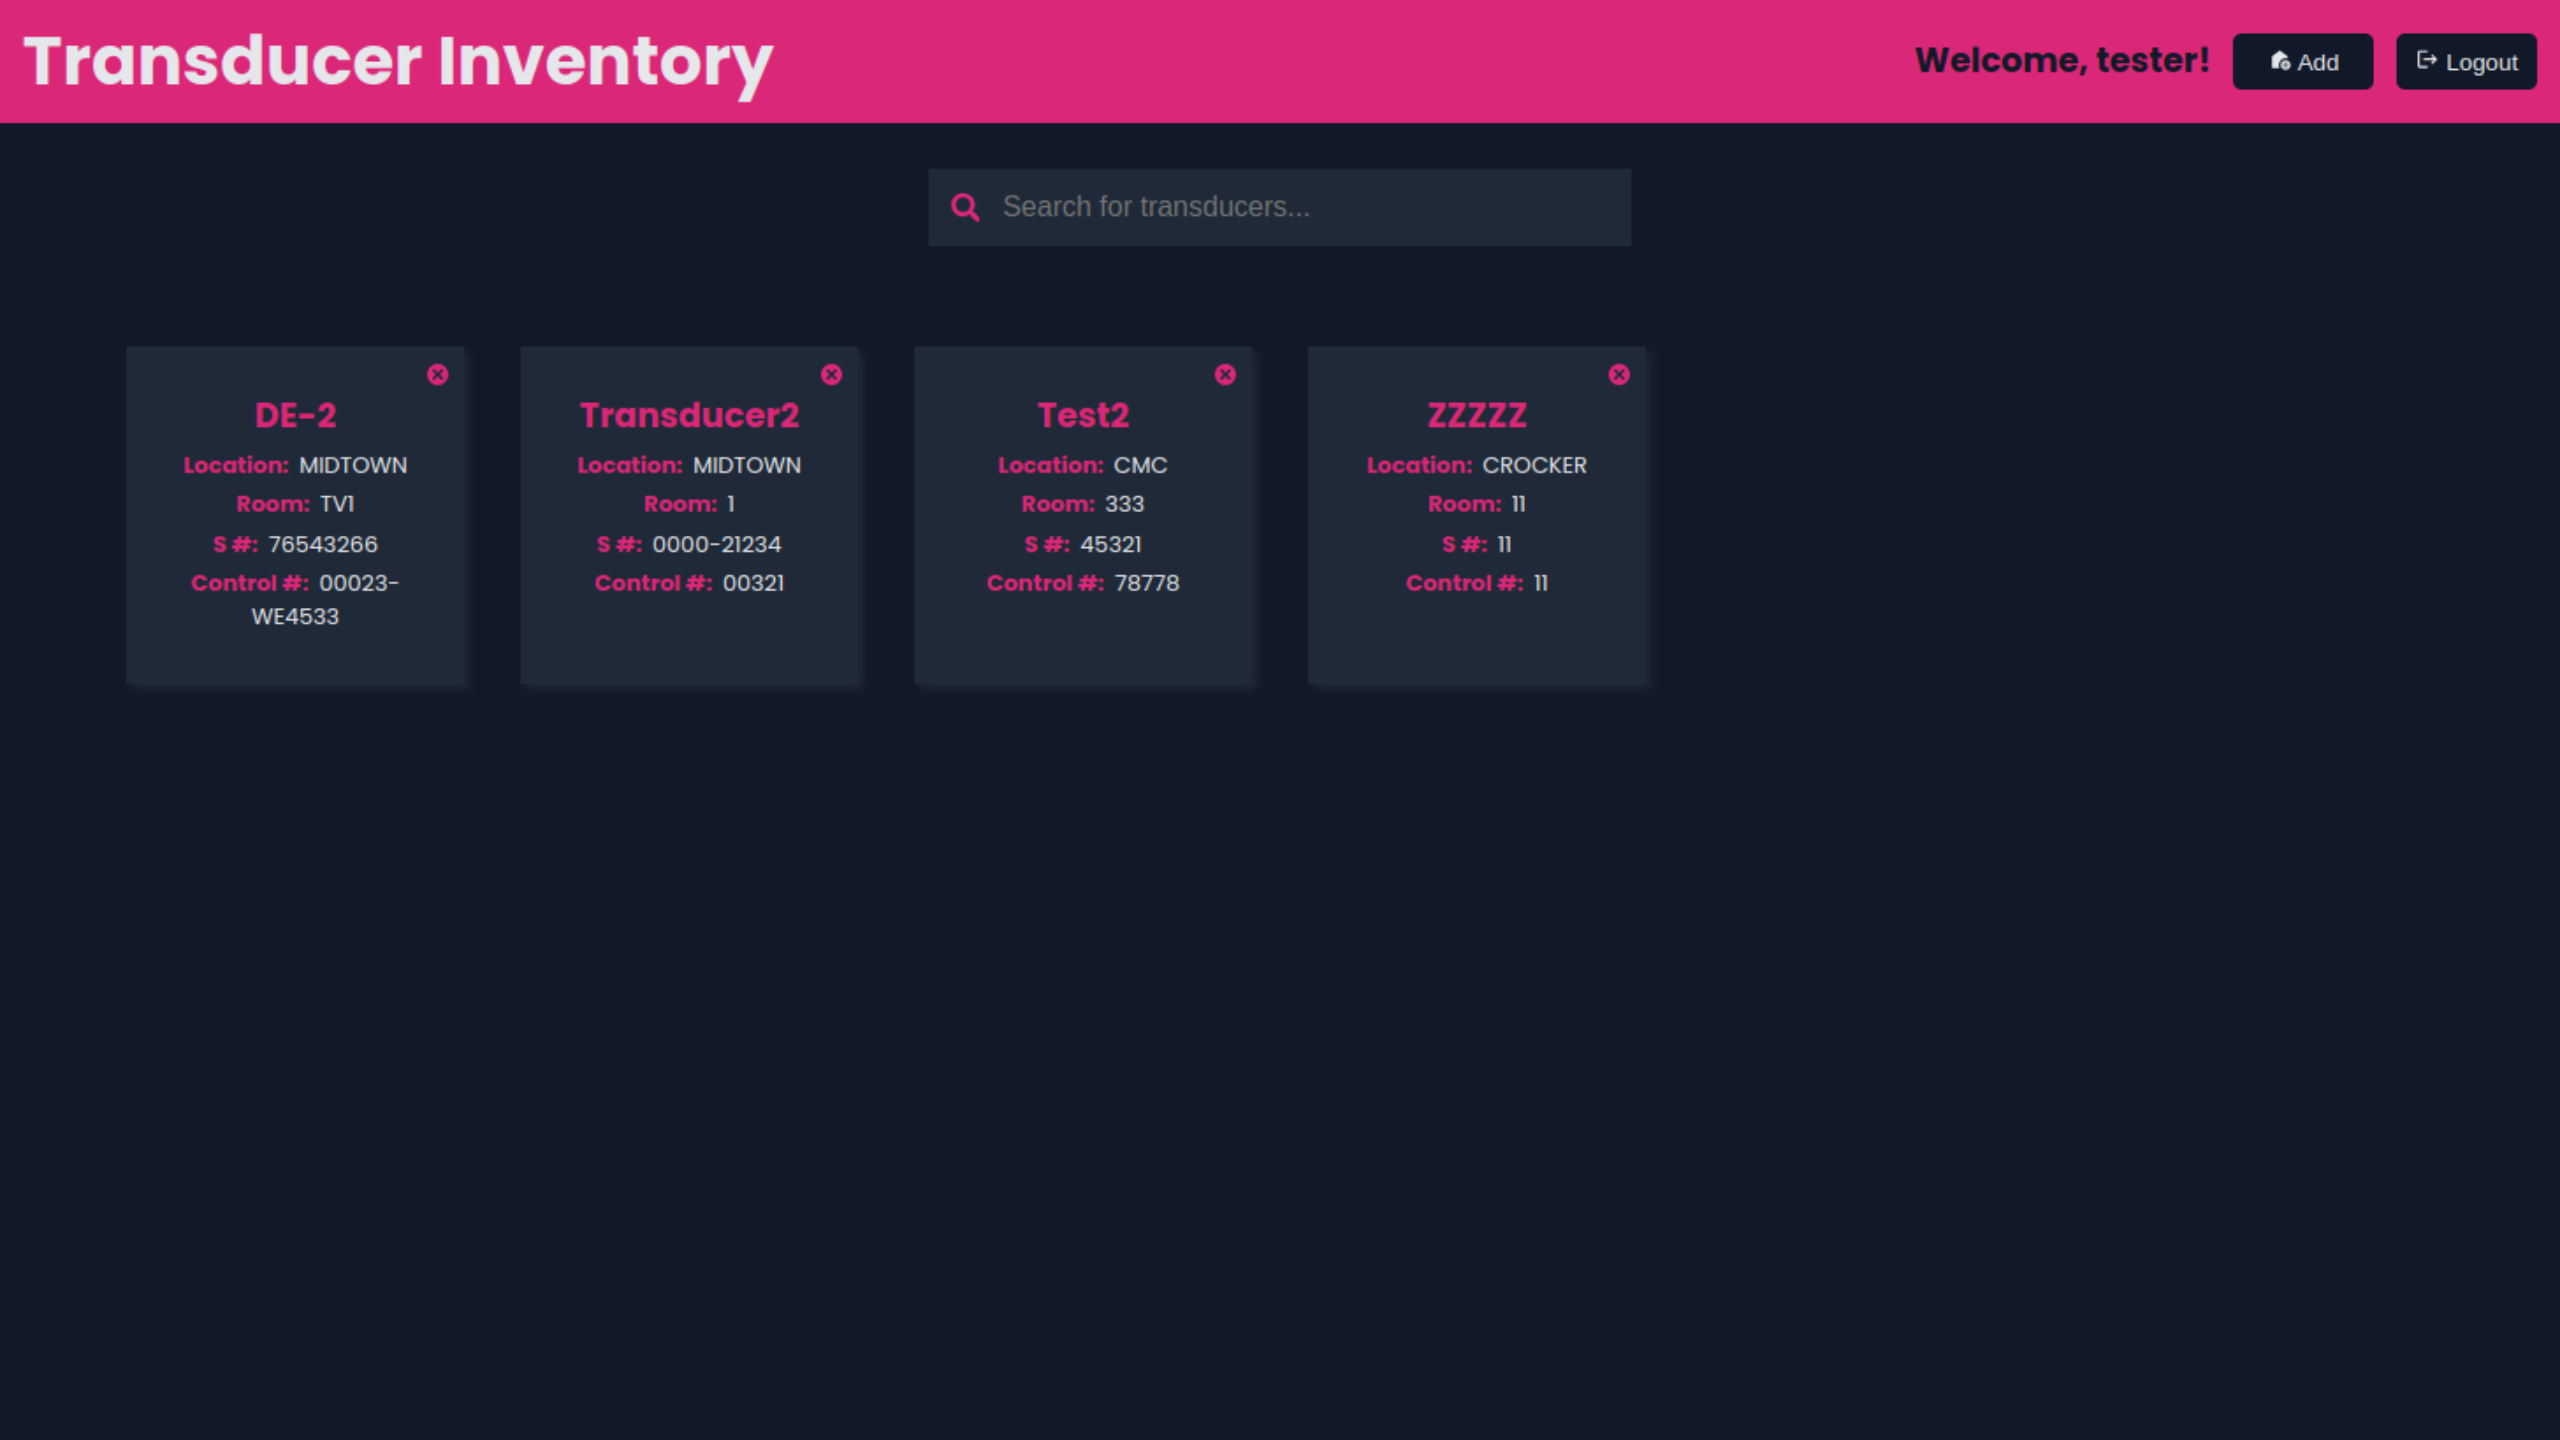 Transducer Inventory
Welcome, tester!
Add
Logout
Search for transducers...
DE-2
Location: MIDTOWN
Room: TV1
S #: 76543266
Control #: 00023-
WE4533
Transducer2
Location: MIDTOWN
Room: 1
S #: 0000-21234
Control #: 00321
Test2
Location: CMC
Room: 333
S #: 45321
Control #: 78778
ZZZZZ
Location: CROCKER
Room: 11
S #: 11
Control #: 11